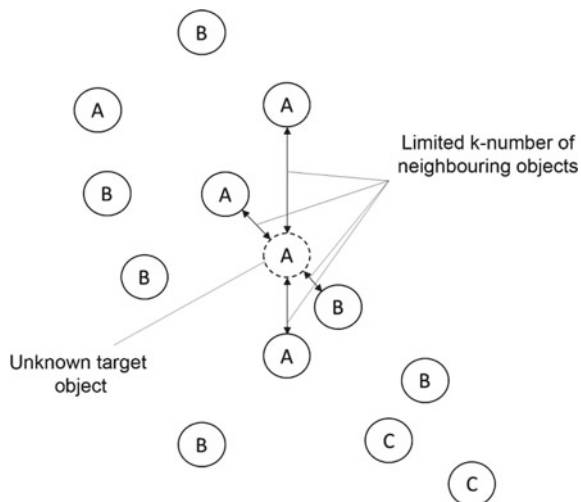 B
A
A
Limited k-number of
neighbouring objects
B
A
A
B
B
Unknown target
object
A
B
B
C
C